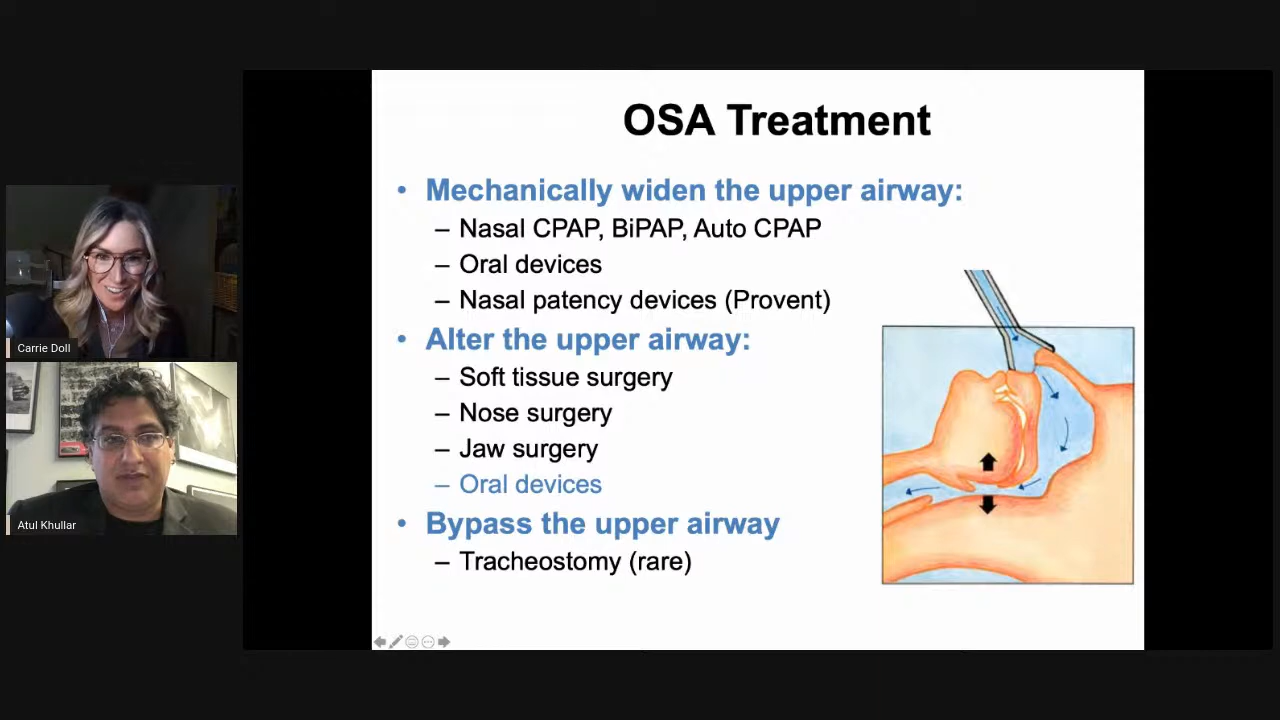 OSA Treatment
• Mechanically widen the upper airway:
– Nasal CPAP, BiPAP, Auto CPAP
– Oral devices
– Nasal patency devices (Provent)
• Alter the upper airway:
– Soft tissue surgery
– Nose surgery
– Jaw surgery
– Oral devices
• Bypass the upper airway
– Tracheostomy (rare)
Carrie Doll
Atul Khullar